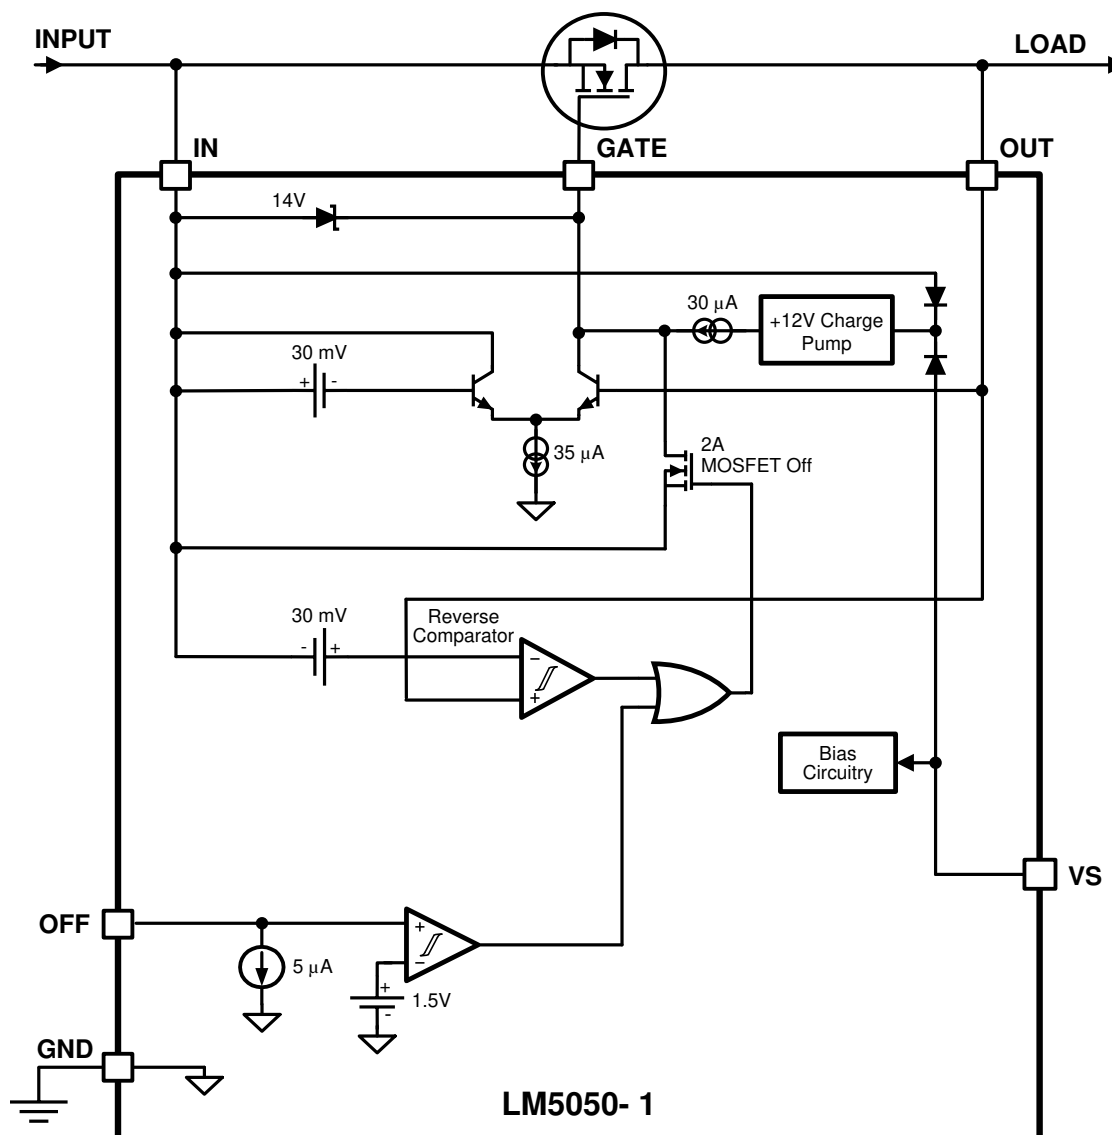 INPUT
LOAD
IN
GATE
OUT
14V
30 μA
+12V Charge
Pump
30 mV
+ -
35 μA
2A
MOSFET Off
30 mV
- +
Reverse
Comparator
−
+
Bias
Circuitry
VS
OFF
+
−
5 μA
+
1.5V
-
GND
LM5050- 1